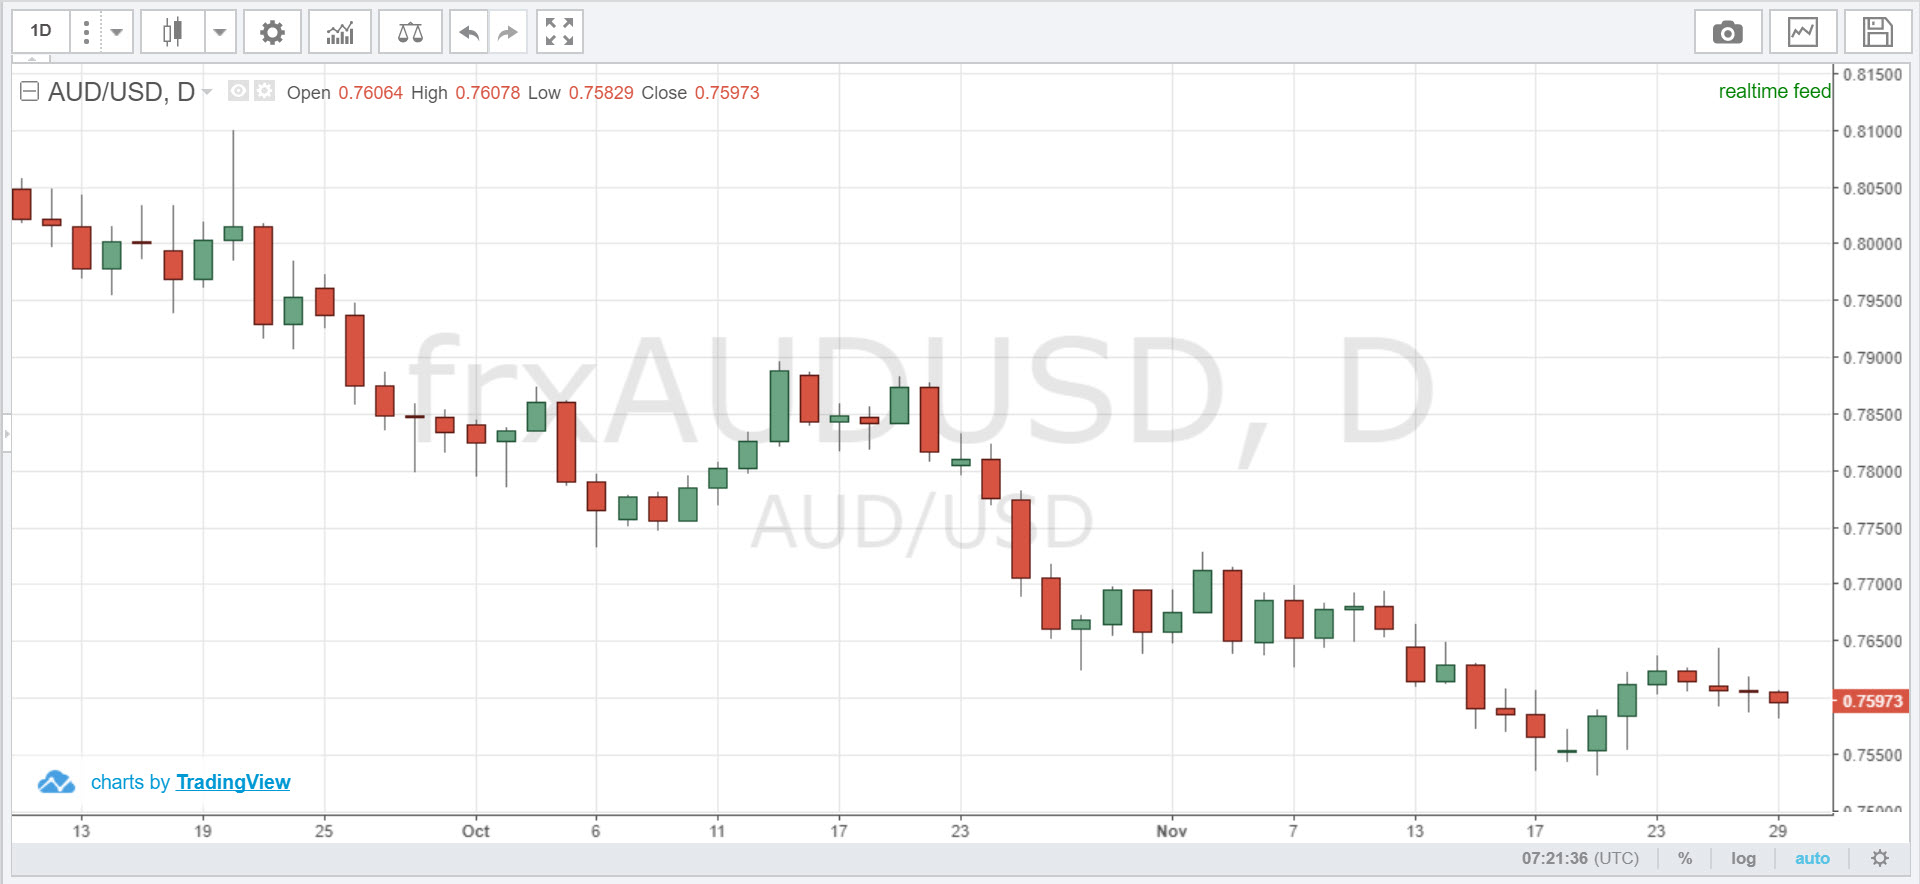 1D
AUD/USD, D Open 0.76064 High 0.76078 Low 0.75829 Close 0.75973
realtime feed
0.81500
0.81000
0.80500
0.80000
0.79500
0.79000
0.78500
0.78000
0.77500
0.77000
0.76500
0.75973
0.75500
0.75000
frxAUDUSD, D
AUD/USD
charts by TradingView
13 19 25 Oct 6 11 17 23 Nov 7 13 17 23 29
07:21:36 (UTC) % log auto